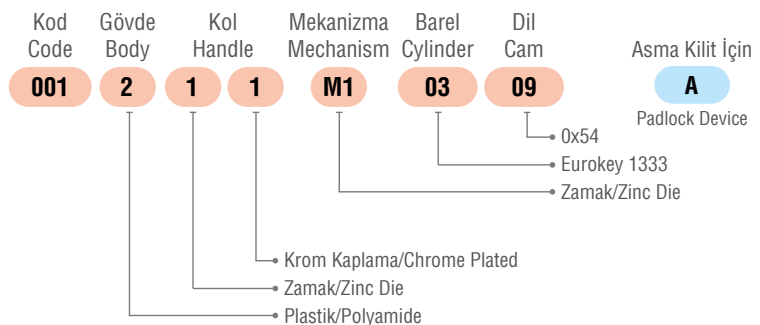 Kod Gövde Kol Mekanizma Barel Dil
Code Body Handle Mechanism Cylinder Cam Asma Kilit İçin
001 2 1 1 M1 03 09 A
Padlock Device
0x54
Eurokey 1333
Zamak/Zinc Die
Krom Kaplama/Chrome Plated
Zamak/Zinc Die
Plastik/Polyamide